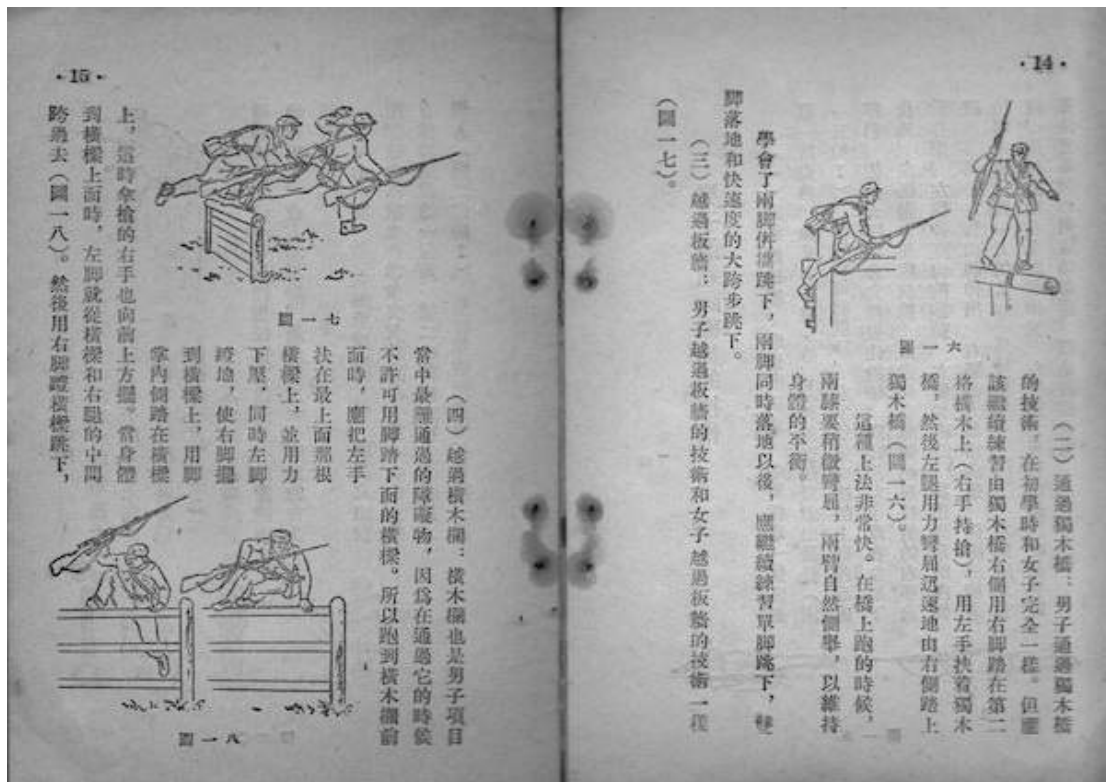 ·14·
(二)通過獨木橋:男子通過獨木橋
的技術,在初學時和女子完全一樣。但應
該繼續練習由獨木橋右側用右脚踏在第二
格橫木上(右手持搶),用左手扶着獨木
橋,然後左腿用力彎屈迅速地由右側踏上
獨木橋(圖一六)。
這種上法非常快。在橋上跑的時候,
兩腿要稍微彎屈,兩臂自然側舉,以維持
身體的平衡。
圖一六
學會了兩脚併攏跳下,兩脚同時落地以後,應繼續練習單脚跳下,雙
脚落地和快速度的大跨步跳下。
(三)越過板牆:男子越過板牆的技術和女子越過板牆的技術一樣
(圖一七)。
·15·
圖一七
(四)越過橫木欄:橫木欄也是男子項目
當中最難通過的障礙物,因爲在通過它的時候
不許可用脚踏下面的橫樑。所以跑到橫木欄前
面時,應把左手
扶在最上面那根
橫樑上,並用力
下壓,同時左脚
蹬地,使右脚擺
到橫樑上,用脚
掌內側踏在橫樑
上,這時拿槍的右手也向前上方擺。當身體
到橫樑上面時,左脚就從橫樑和右腿的中間
跨過去(圖一八)。然後用右脚蹬橫樑跳下,
圖一八